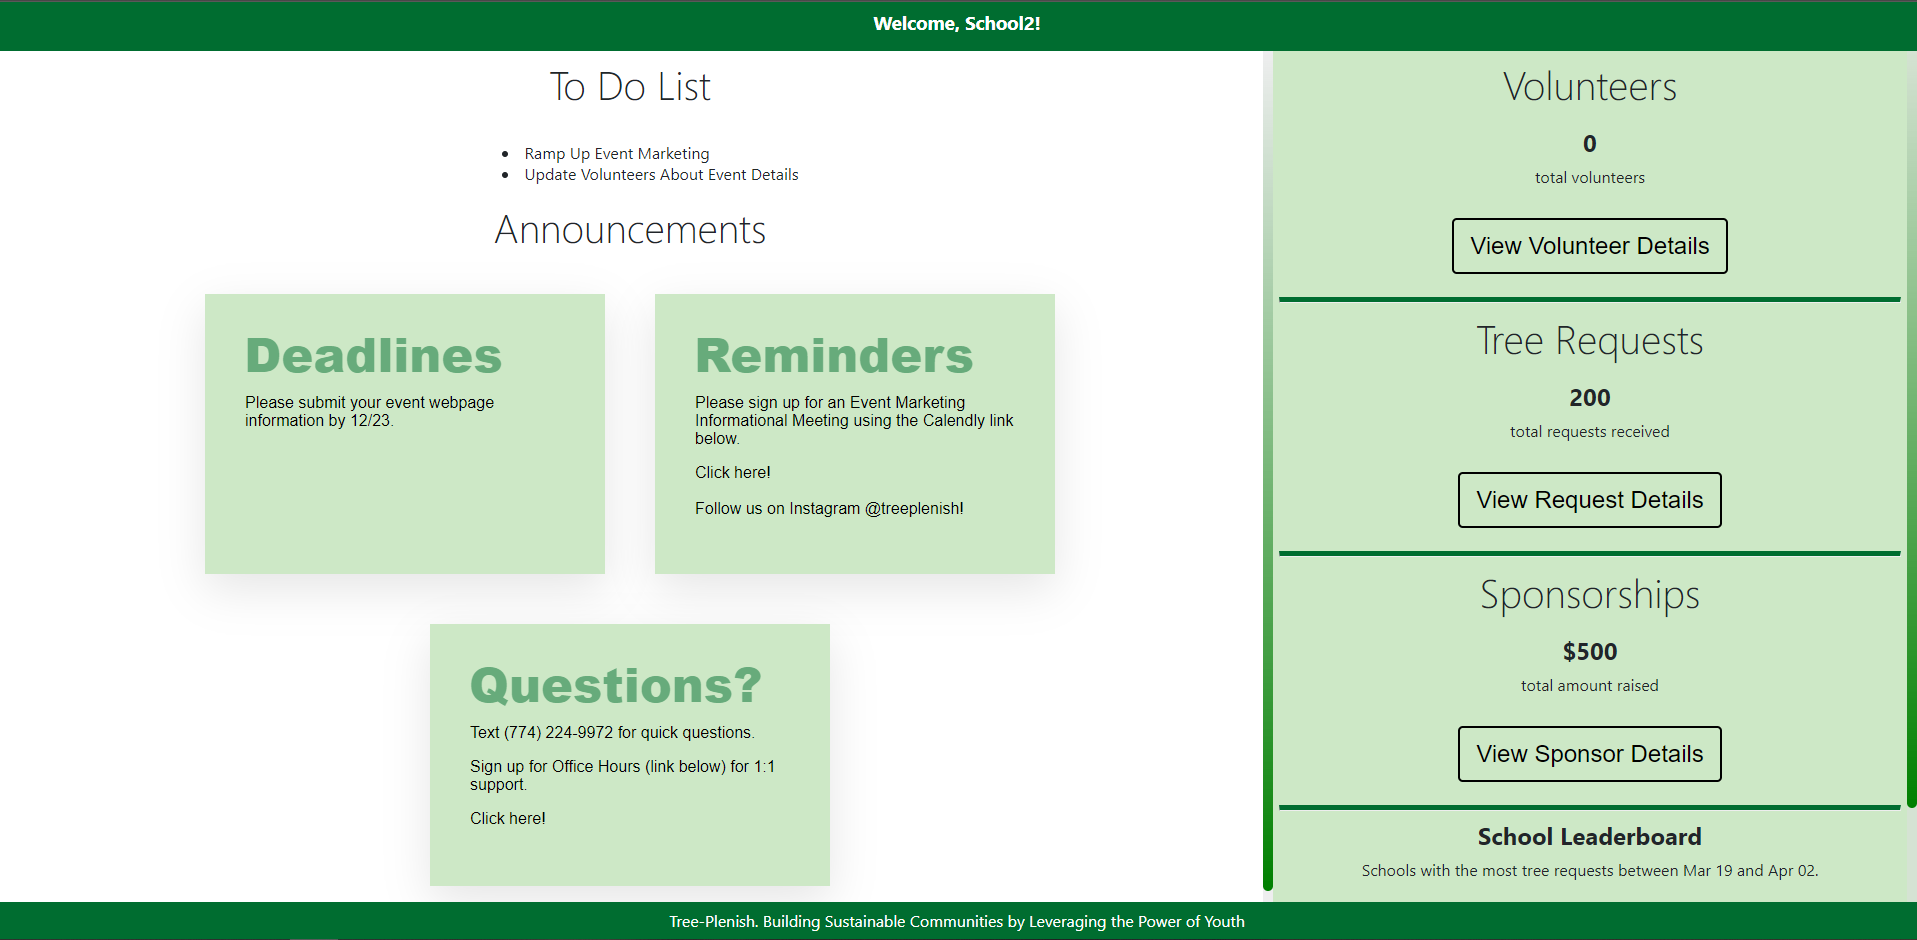 Welcome, School2!
To Do List
Ramp Up Event Marketing
Update Volunteers About Event Details
Announcements
Deadlines
Please submit your event webpage
information by 12/23.
Reminders
Please sign up for an Event Marketing
Informational Meeting using the Calendly link
below.
Click here!
Follow us on Instagram @treeplenish!
Questions?
Text (774) 224-9972 for quick questions.
Sign up for Office Hours (link below) for 1:1
support.
Click here!
Volunteers
0
total volunteers
View Volunteer Details
Tree Requests
200
total requests received
View Request Details
Sponsorships
$500
total amount raised
View Sponsor Details
School Leaderboard
Schools with the most tree requests between Mar 19 and Apr 02.
Tree-Plenish. Building Sustainable Communities by Leveraging the Power of Youth